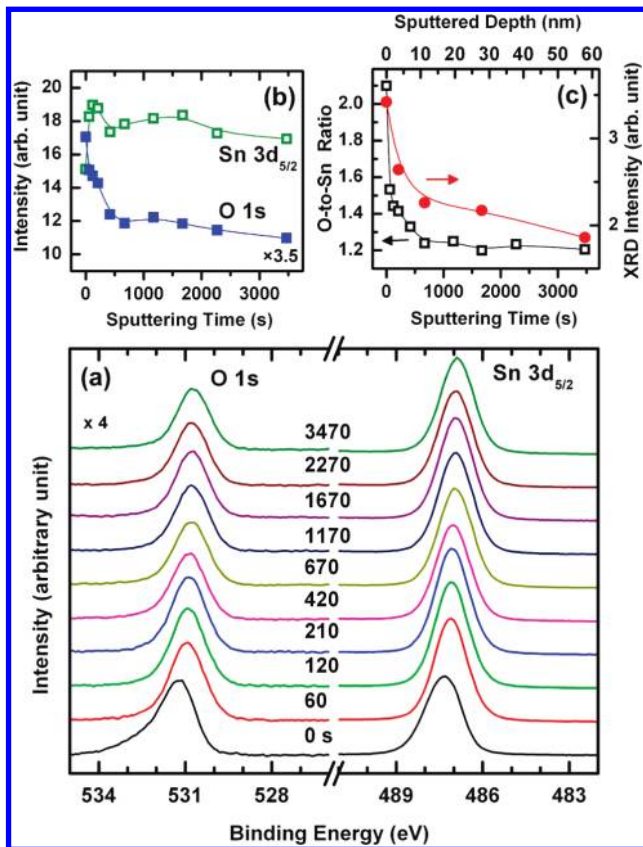 (b)
Intensity (arb. unit)
20
18
16
14
12
10
Sn 3d5/2
O 1s
×3.5
0 1000 2000 3000
Sputtering Time (s)
Sputtered Depth (nm)
0 10 20 30 40 50 60
(c)
O-to-Sn Ratio
2.0
1.8
1.6
1.4
1.2
XRD Intensity (arb. unit)
3
2
0 1000 2000 3000
Sputtering Time (s)
(a)
O 1s
Sn 3d5/2
x 4
3470
2270
1670
1170
670
420
210
120
60
0 s
Intensity (arbitrary unit)
534 531 528 489 486 483
Binding Energy (eV)